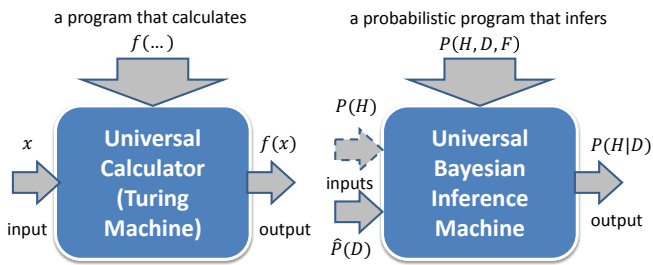 a program that calculates
f(…)
x
input
Universal
Calculator
(Turing
Machine)
f(x)
output
a probabilistic program that infers
P(H, D, F)
P(H)
inputs
P̂(D)
Universal
Bayesian
Inference
Machine
P(H|D)
output